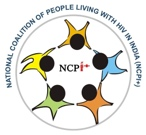 NATIONAL COALITION OF PEOPLE LIVING WITH HIV IN INDIA (NCPI+)
NCPI+